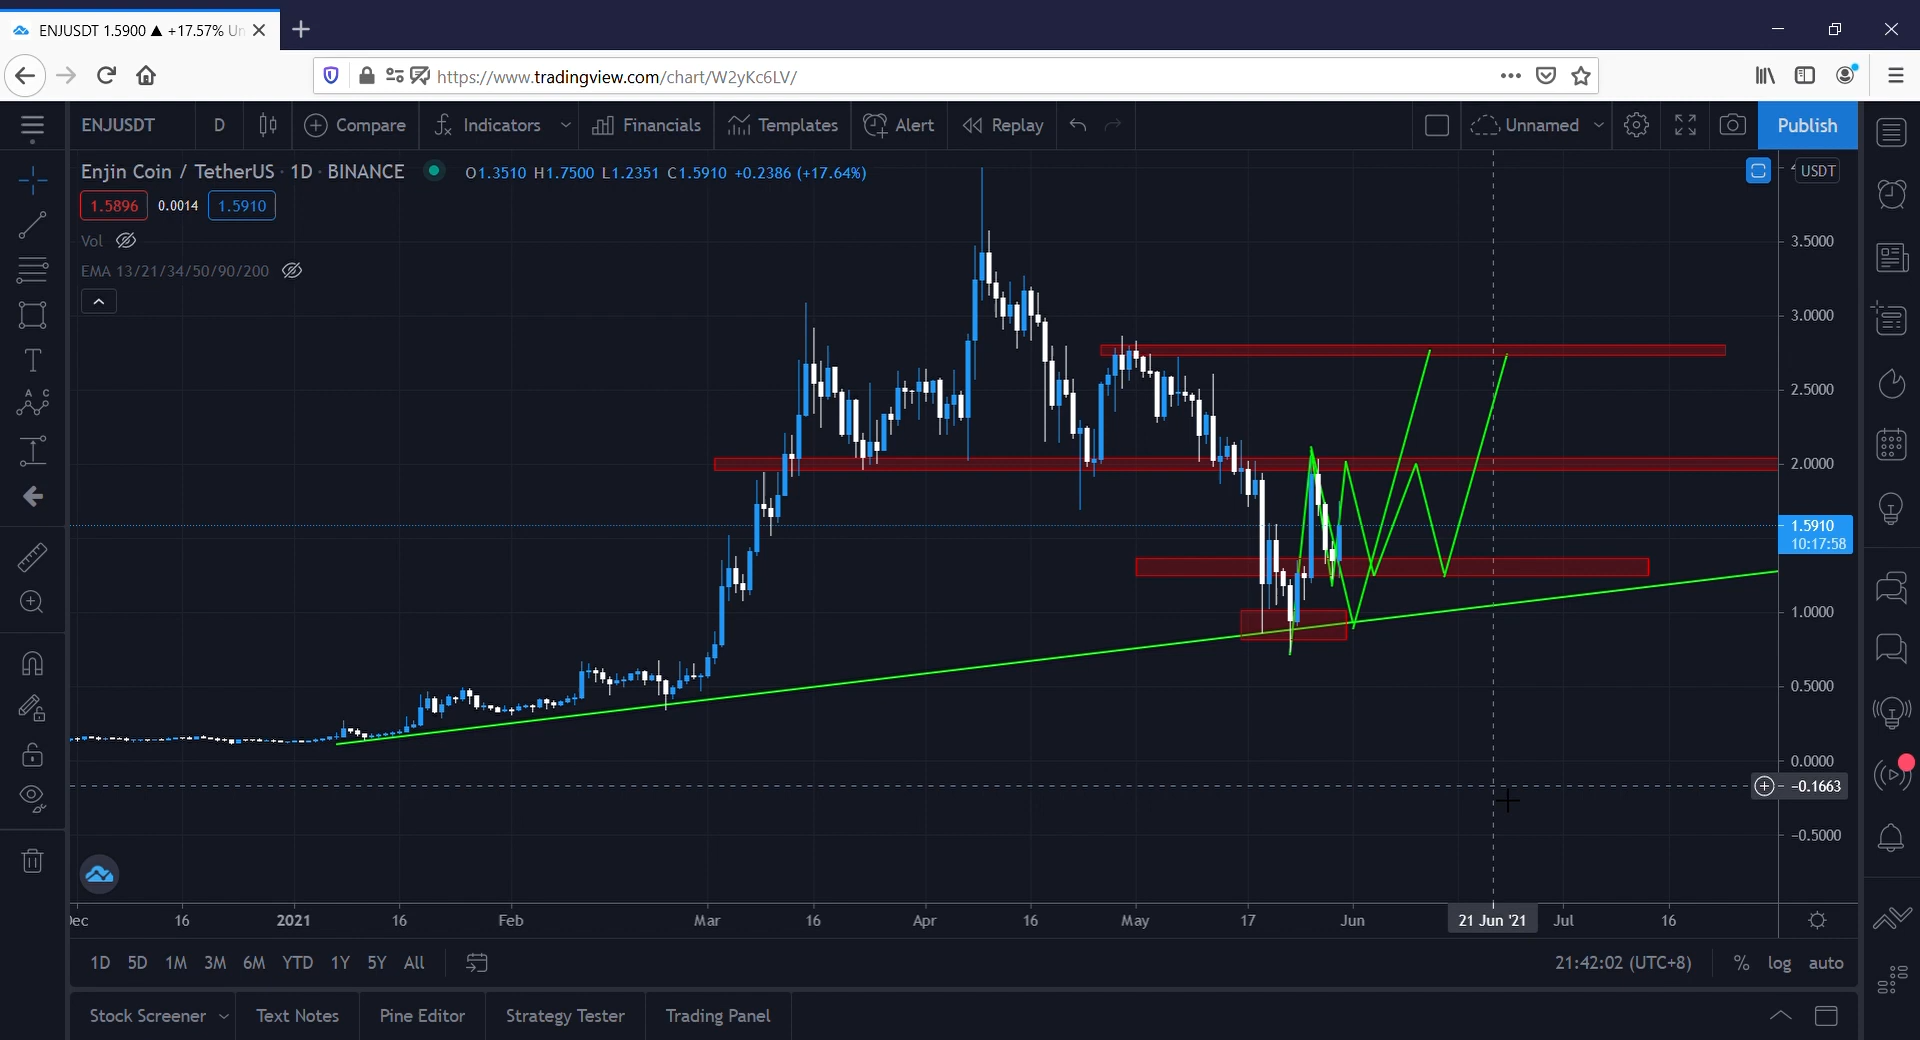 ENJUSDT 1.5900 ▲ +17.57% Un
https://www.tradingview.com/chart/W2yKc6LV/
ENJUSDT D Compare Indicators Financials Templates Alert Replay Unnamed Publish
Enjin Coin / TetherUS · 1D · BINANCE O1.3510 H1.7500 L1.2351 C1.5910 +0.2386 (+17.64%)
USDT
1.5896 0.0014 1.5910
Vol
EMA 13/21/34/50/90/200
3.5000
3.0000
2.5000
2.0000
1.5910
10:17:58
1.0000
0.5000
0.0000
−0.1663
−0.5000
Dec 16 2021 16 Feb Mar 16 Apr 16 May 17 Jun 21 Jun '21 Jul 16
1D 5D 1M 3M 6M YTD 1Y 5Y All 21:42:02 (UTC+8) % log auto
Stock Screener Text Notes Pine Editor Strategy Tester Trading Panel